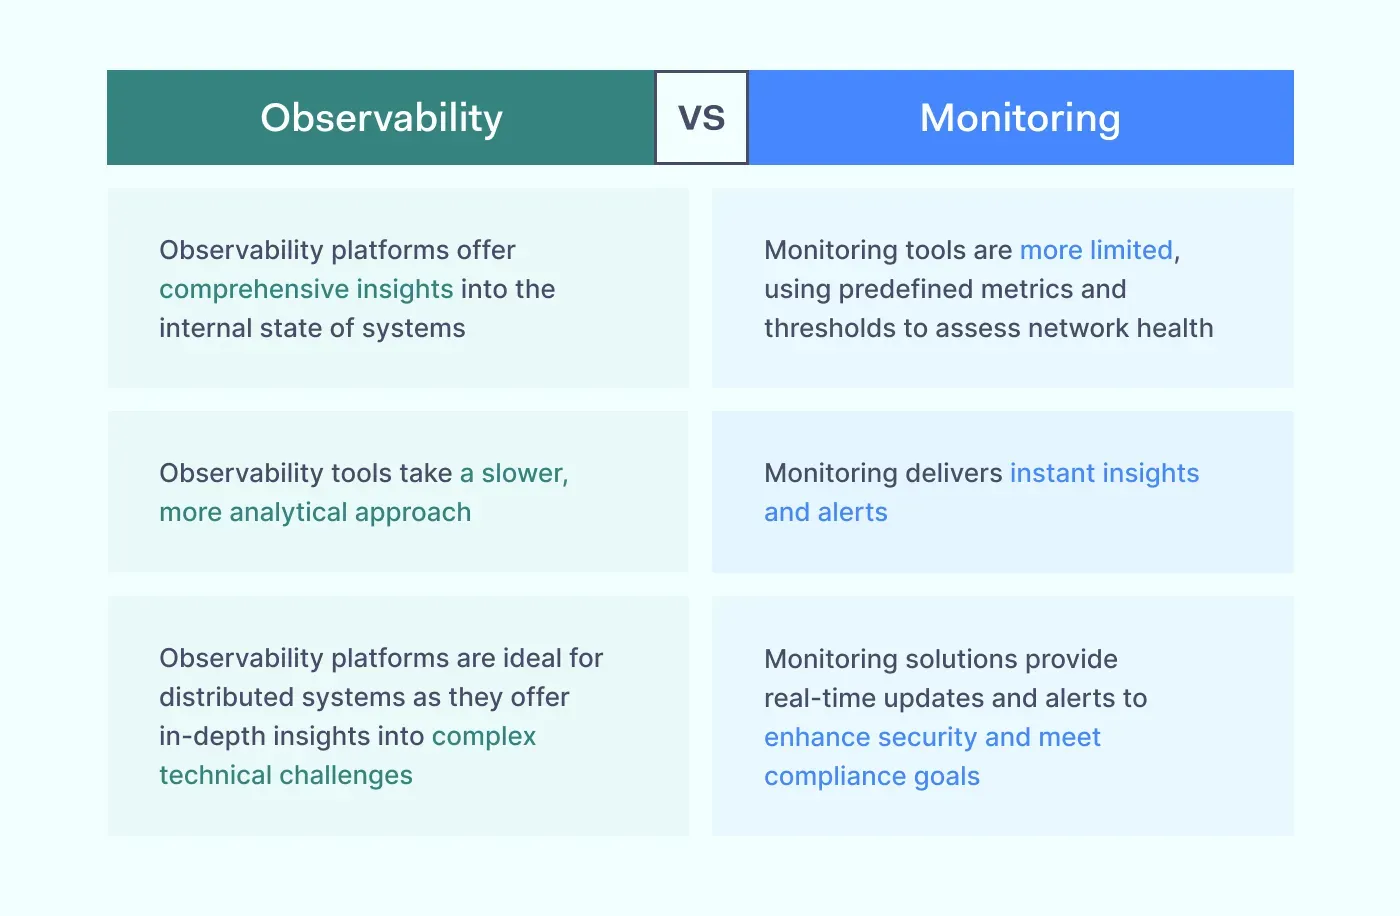 Observability
VS
Monitoring
Observability platforms offer
comprehensive insights into the
internal state of systems
Monitoring tools are more limited,
using predefined metrics and
thresholds to assess network health
Observability tools take a slower,
more analytical approach
Monitoring delivers instant insights
and alerts
Observability platforms are ideal for
distributed systems as they offer
in-depth insights into complex
technical challenges
Monitoring solutions provide
real-time updates and alerts to
enhance security and meet
compliance goals